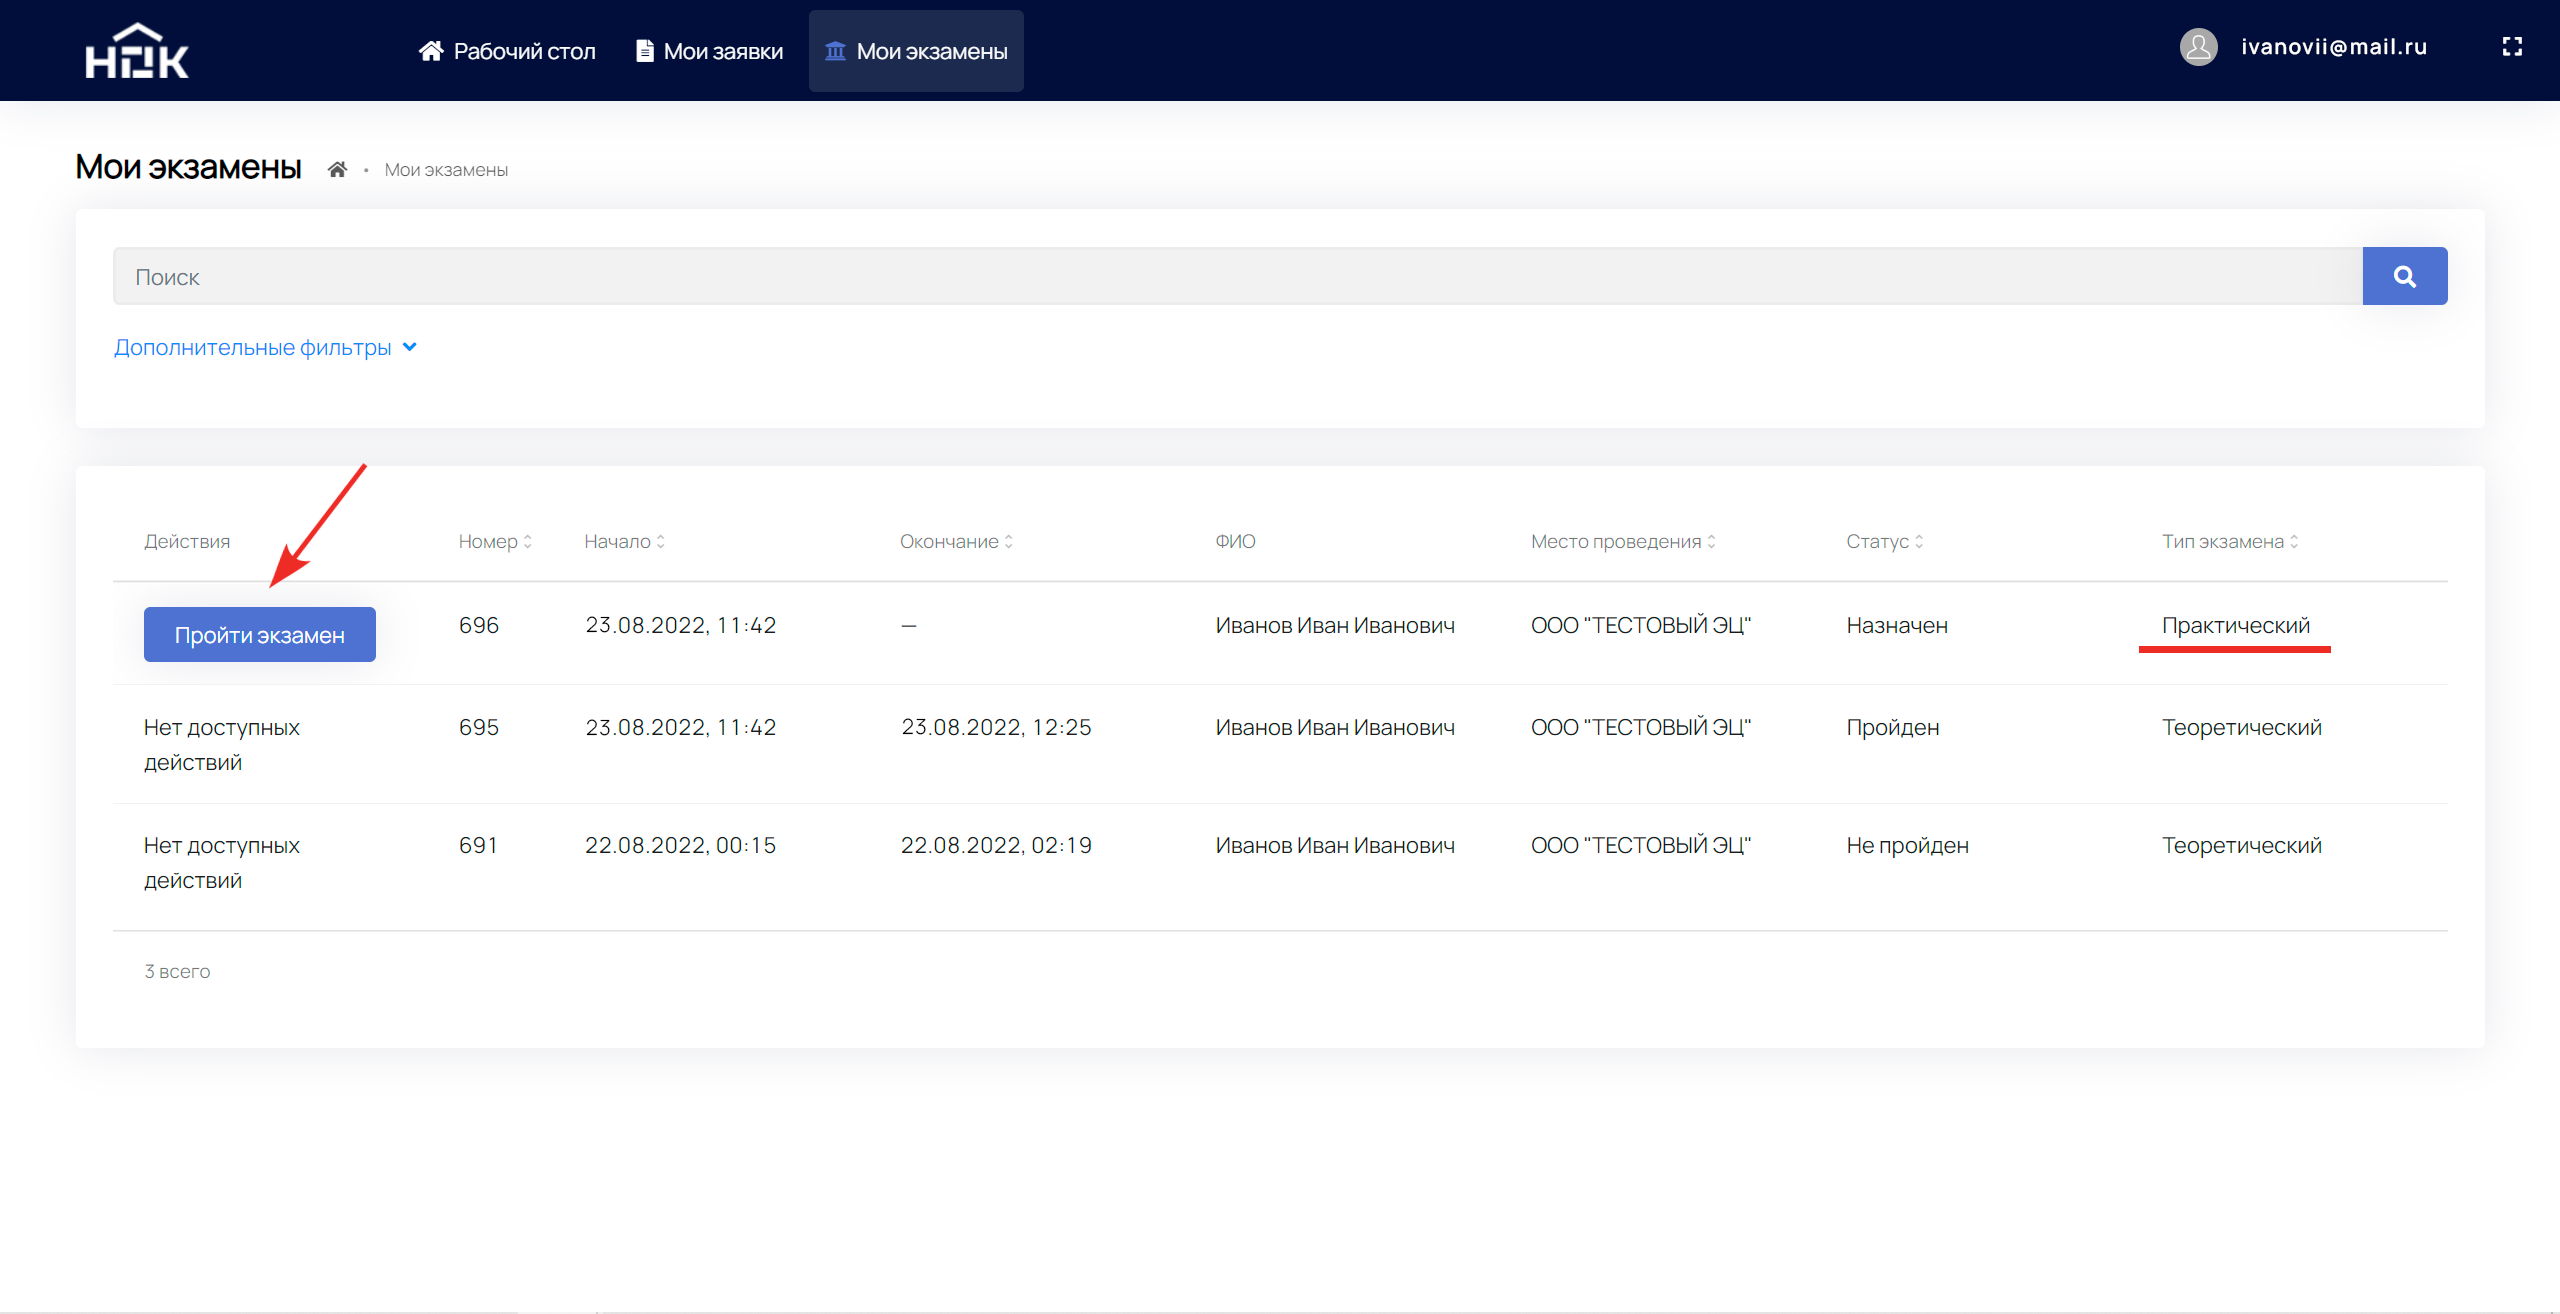 НОК
Рабочий стол
Мои заявки
Мои экзамены
ivanovii@mail.ru
Мои экзамены
• Мои экзамены
Поиск
Дополнительные фильтры
Действия Номер Начало Окончание ФИО Место проведения Статус Тип экзамена
Пройти экзамен 696 23.08.2022, 11:42 — Иванов Иван Иванович ООО "ТЕСТОВЫЙ ЭЦ" Назначен Практический
Нет доступных 695 23.08.2022, 11:42 23.08.2022, 12:25 Иванов Иван Иванович ООО "ТЕСТОВЫЙ ЭЦ" Пройден Теоретический
действий
Нет доступных 691 22.08.2022, 00:15 22.08.2022, 02:19 Иванов Иван Иванович ООО "ТЕСТОВЫЙ ЭЦ" Не пройден Теоретический
действий
3 всего